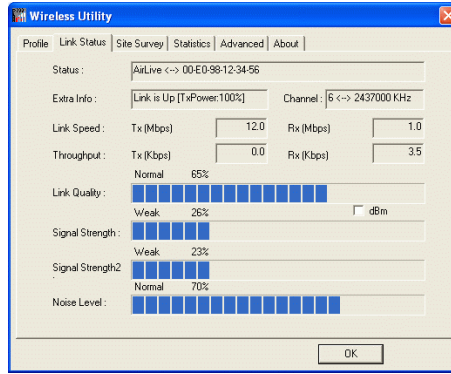 Wireless Utility
Profile Link Status Site Survey Statistics Advanced About
Status : AirLive <--> 00-E0-98-12-34-56
Extra Info : Link is Up [TxPower:100%] Channel : 6 <--> 2437000 KHz
Link Speed : Tx (Mbps) 12.0 Rx (Mbps) 1.0
Throughput : Tx (Kbps) 0.0 Rx (Kbps) 3.5
Normal 65%
Link Quality :
Weak 26% dBm
Signal Strength :
Weak 23%
Signal Strength2
:
Normal 70%
Noise Level :
OK